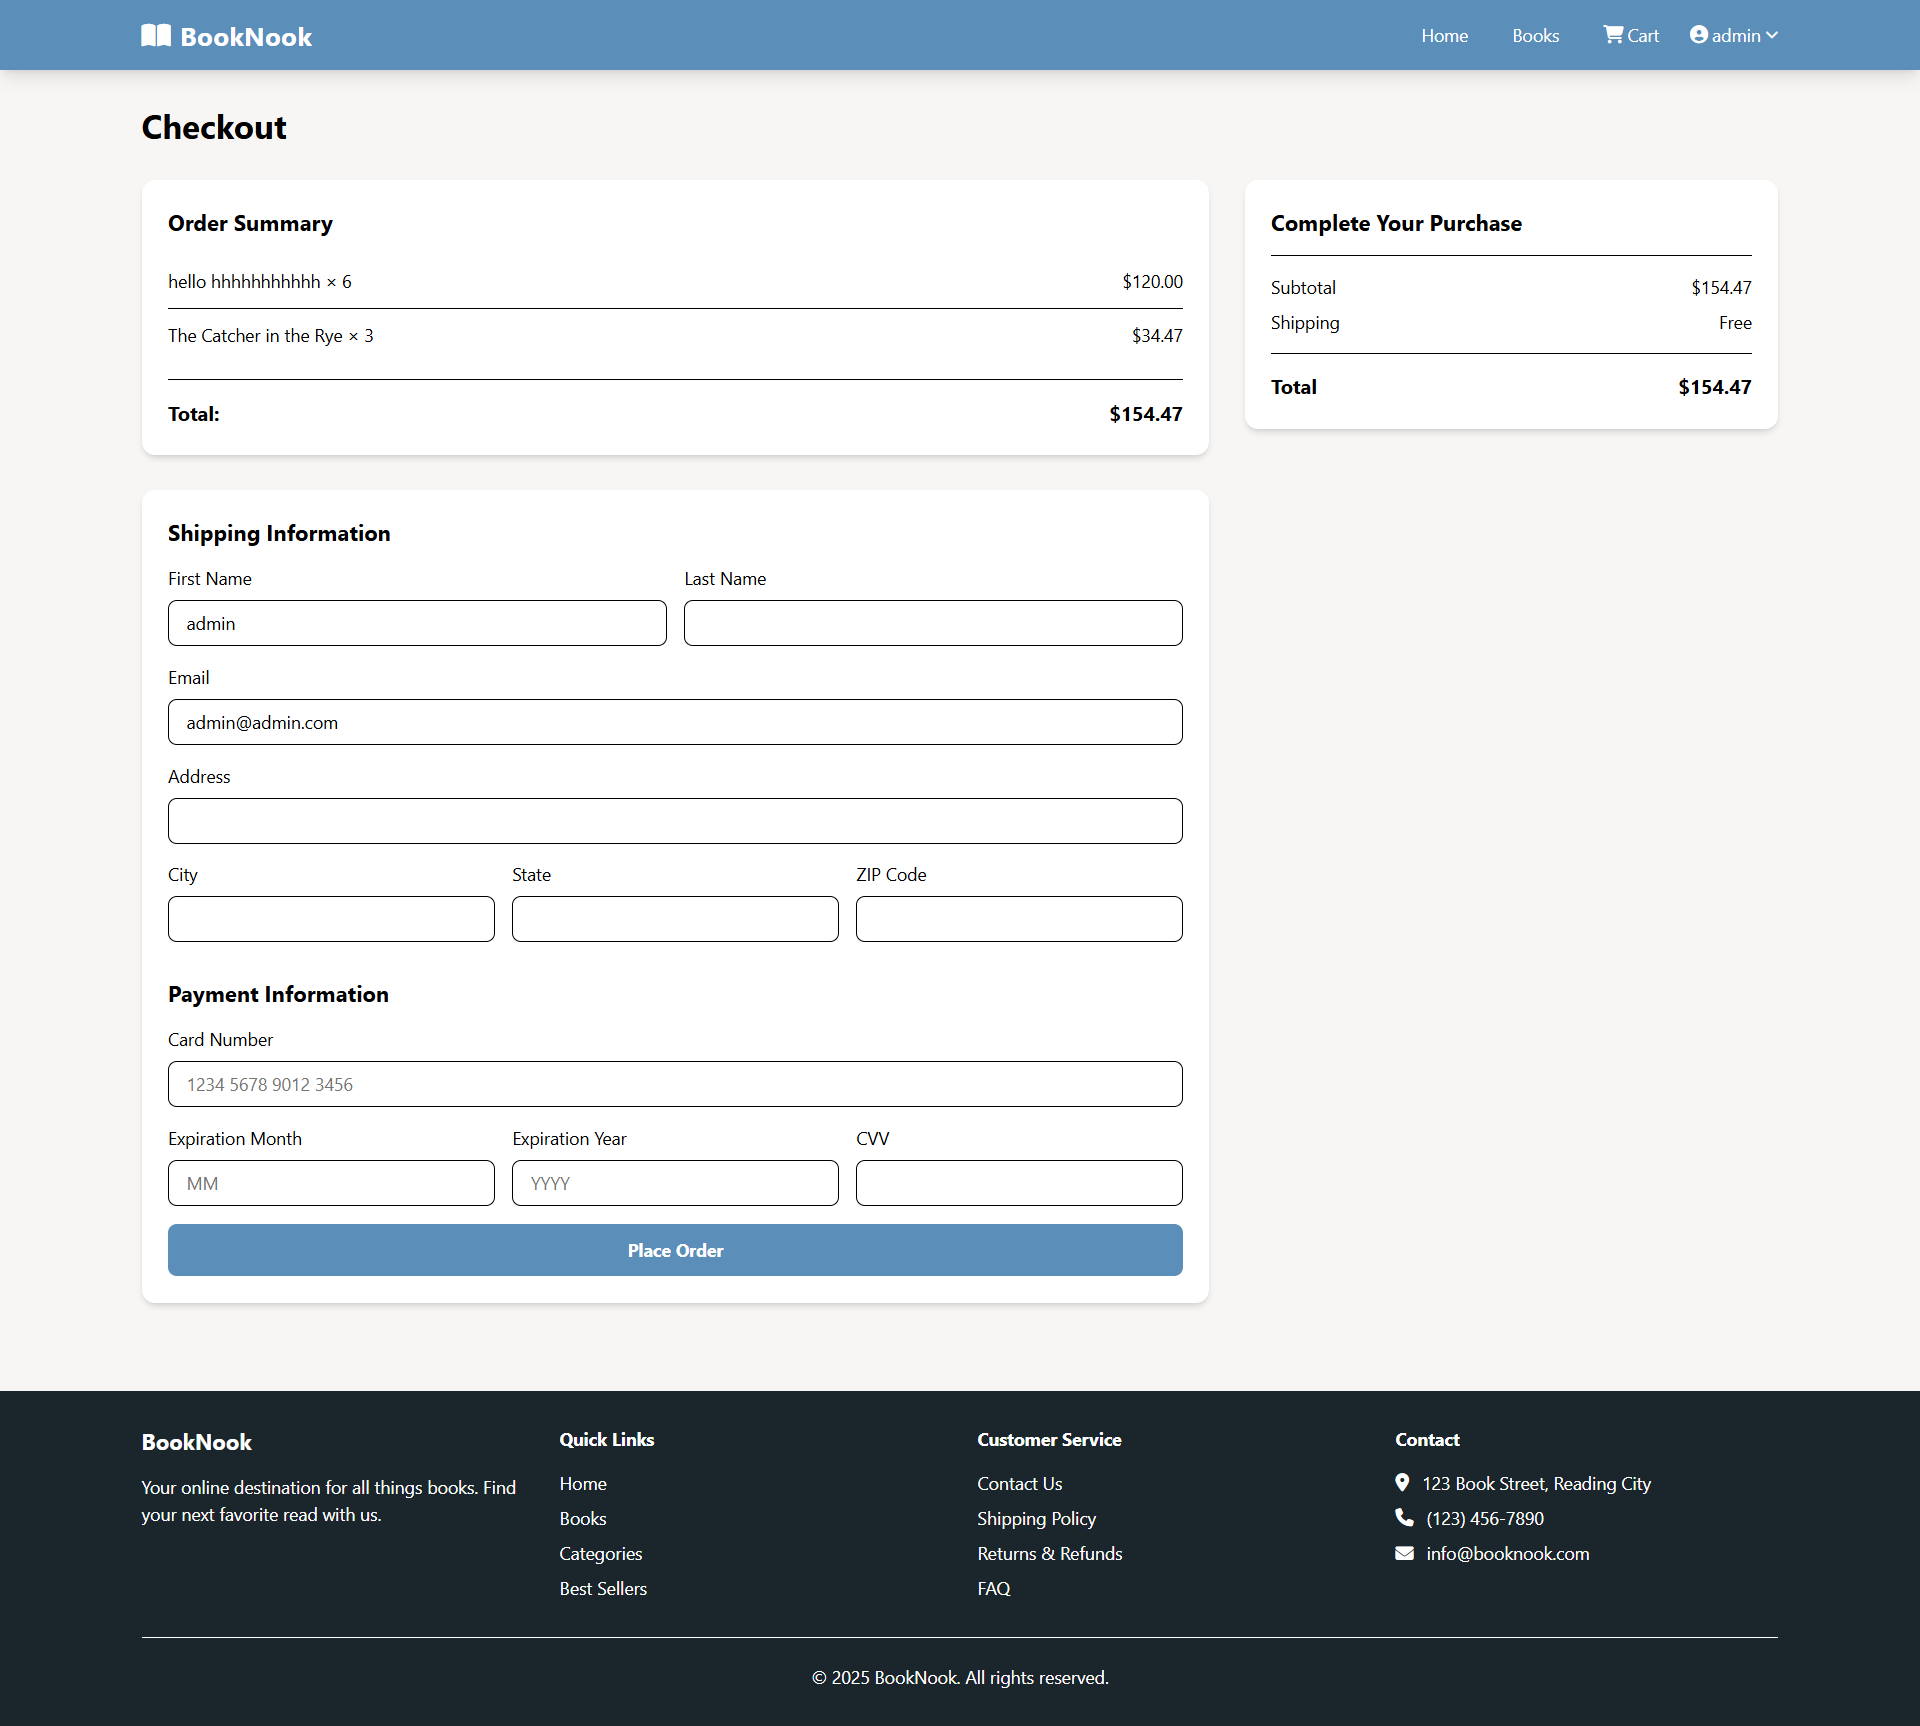 BookNook
Home
Books
Cart
admin
Checkout
Order Summary
hello hhhhhhhhhhh × 6
$120.00
The Catcher in the Rye × 3
$34.47
Total:
$154.47
Complete Your Purchase
Subtotal
$154.47
Shipping
Free
Total
$154.47
Shipping Information
First Name
Last Name
admin
Email
admin@admin.com
Address
City
State
ZIP Code
Payment Information
Card Number
1234 5678 9012 3456
Expiration Month
Expiration Year
CVV
MM
YYYY
Place Order
BookNook
Your online destination for all things books. Find
your next favorite read with us.
Quick Links
Home
Books
Categories
Best Sellers
Customer Service
Contact Us
Shipping Policy
Returns & Refunds
FAQ
Contact
123 Book Street, Reading City
(123) 456-7890
info@booknook.com
© 2025 BookNook. All rights reserved.